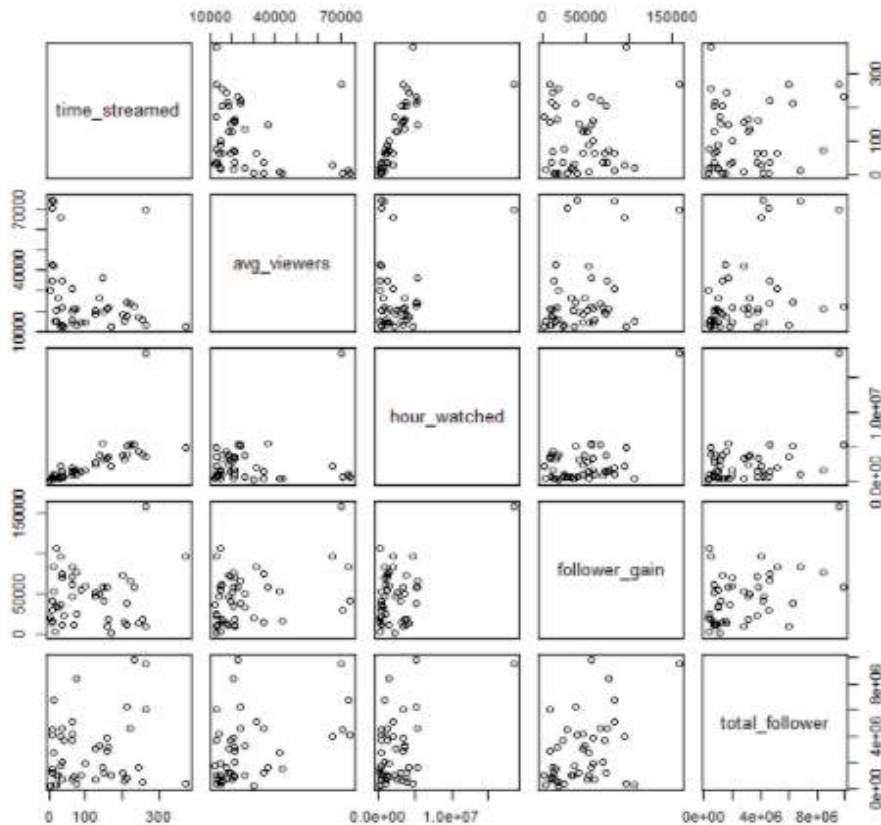 10000 40000 70000 0 50000 150000
time_streamed
0 100 300
10000 40000 70000
avg_viewers
hour_watched
0.0e+00 1.0e+07
0 50000 150000
follower_gain
total_follower
0e+00 4e+06 8e+06
0 100 300 0.0e+00 1.0e+07 0e+00 4e+06 8e+06